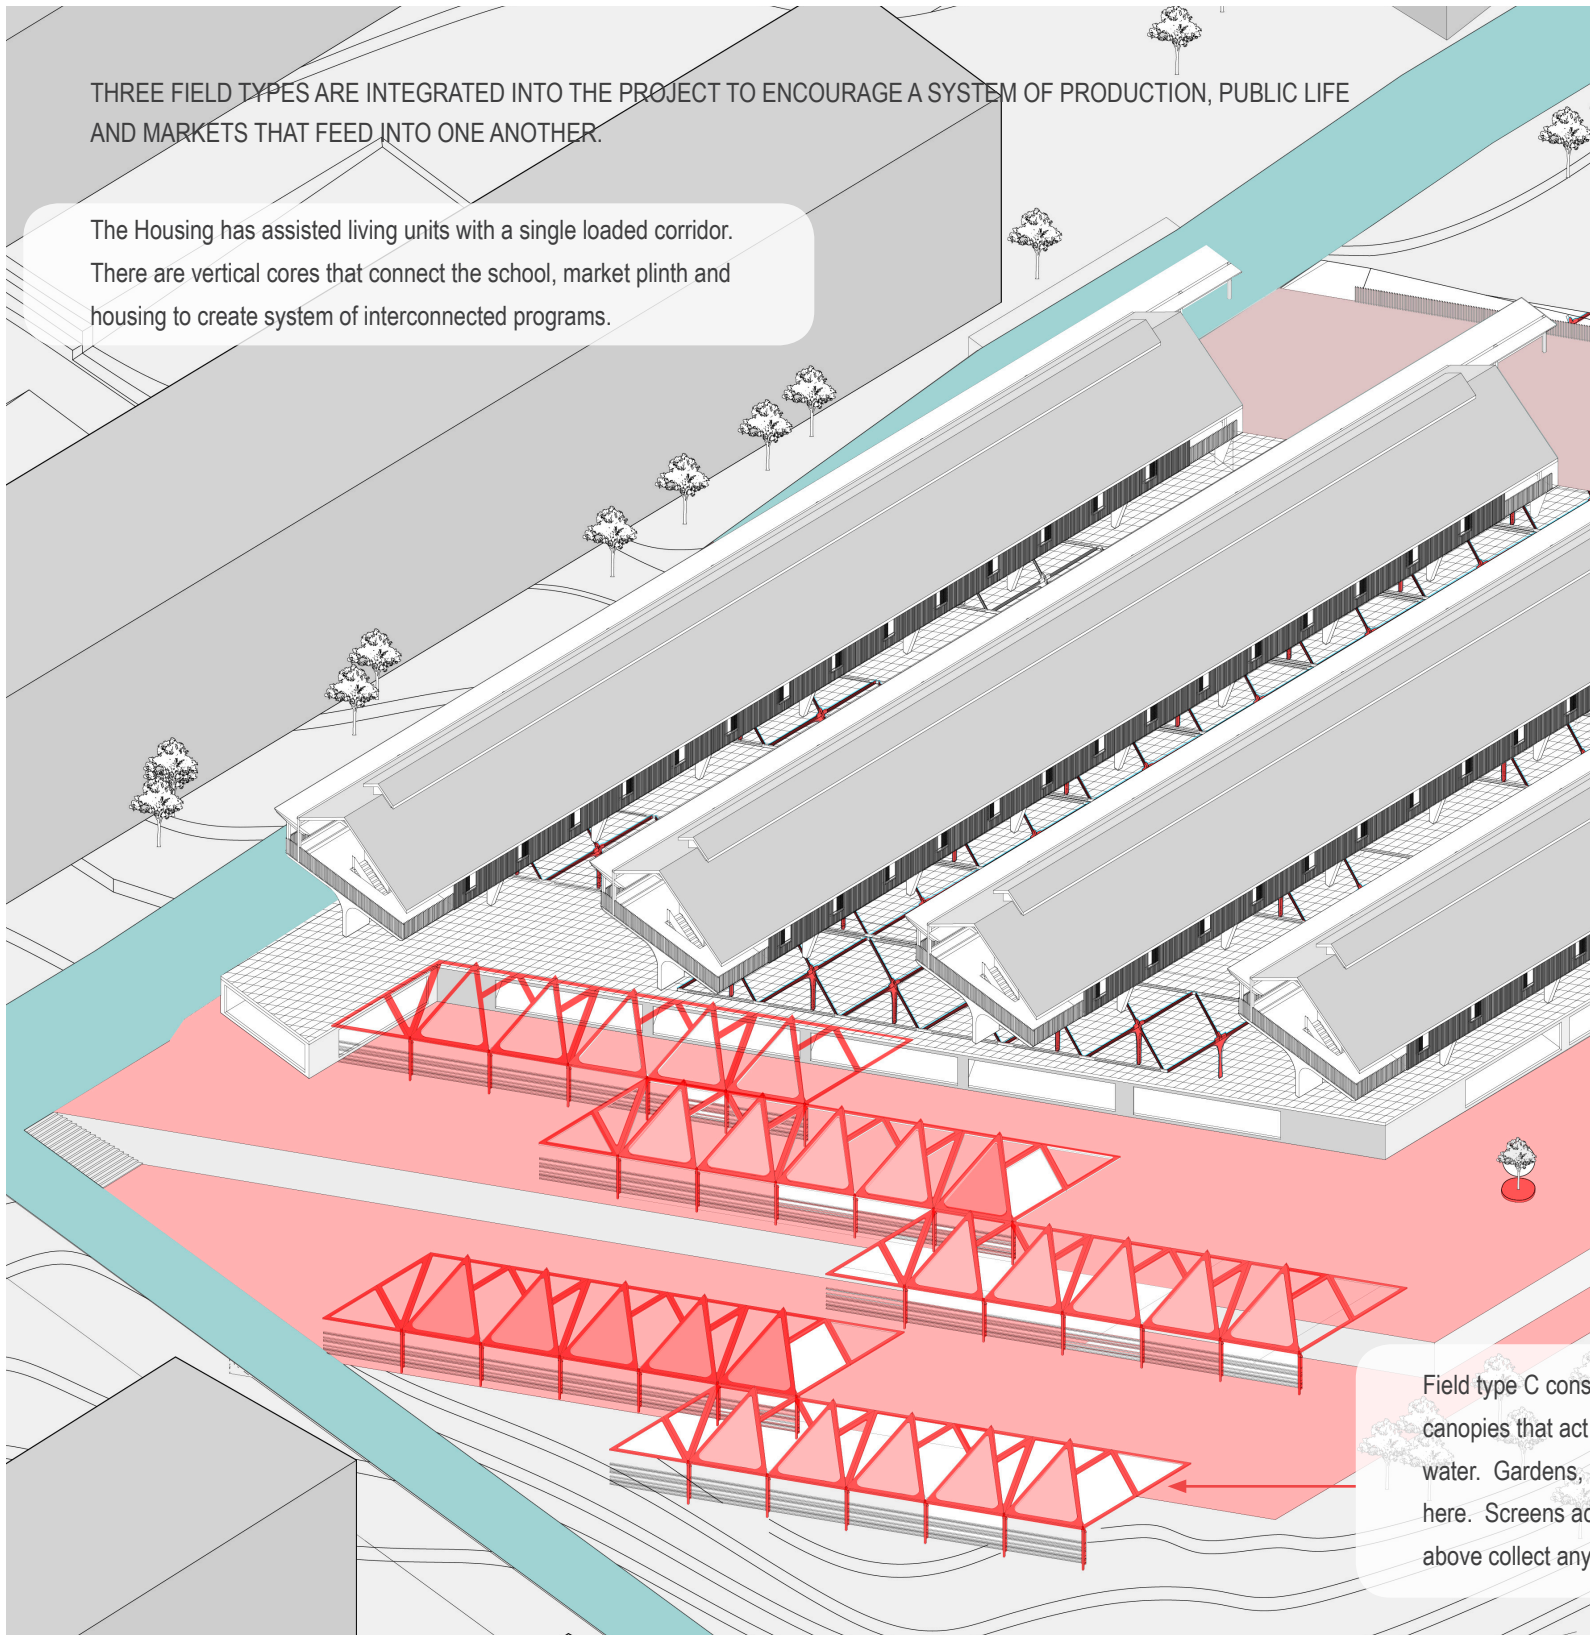 THREE FIELD TYPES ARE INTEGRATED INTO THE PROJECT TO ENCOURAGE A SYSTEM OF PRODUCTION, PUBLIC LIFE
AND MARKETS THAT FEED INTO ONE ANOTHER.
The Housing has assisted living units with a single loaded corridor.
There are vertical cores that connect the school, market plinth and
housing to create system of interconnected programs.
Field type C cons
canopies that act
water. Gardens,
here. Screens ac
above collect any